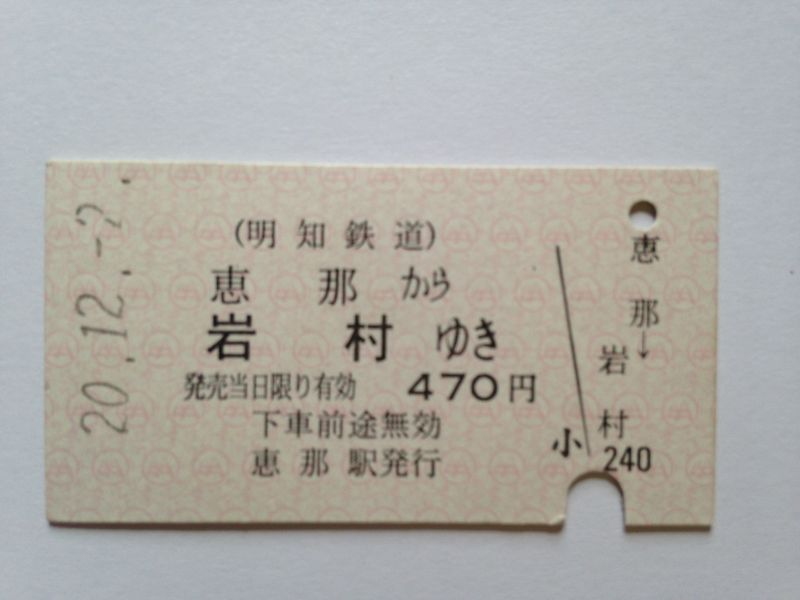 20.12.-7.
(明知鉄道)
恵那から
岩村ゆき
発売当日限り有効 470円
下車前途無効
恵那駅発行
恵那→
岩村
小
240